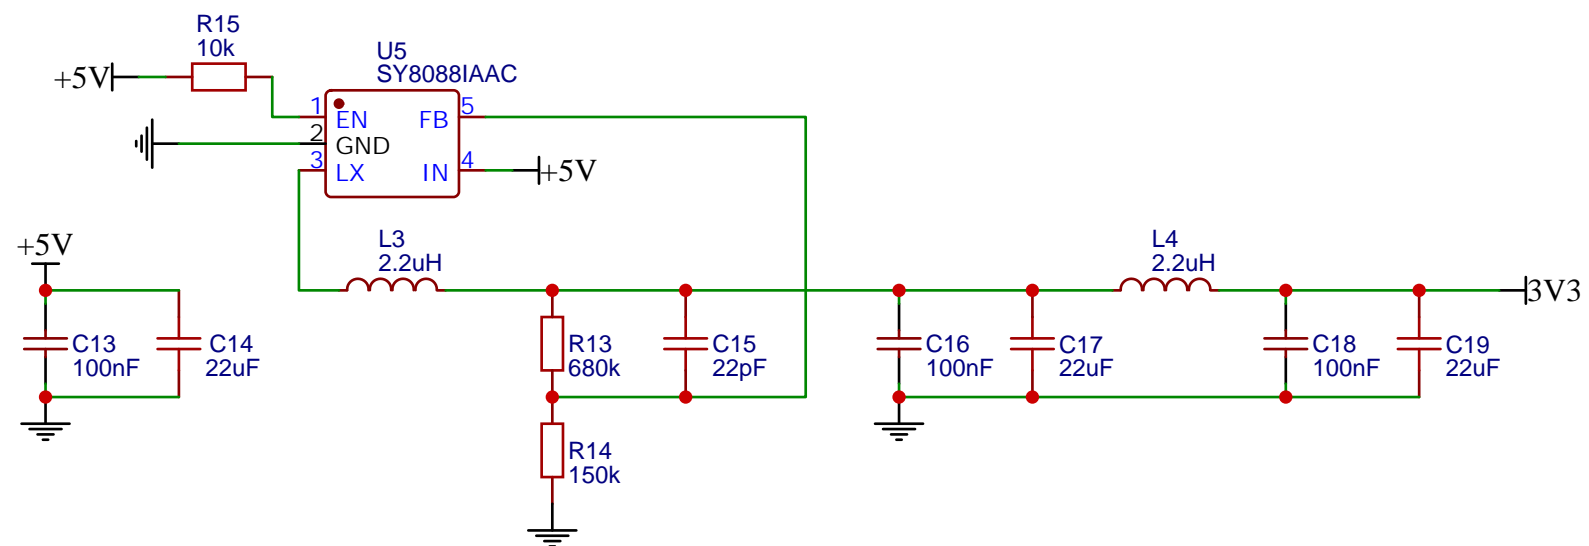 R15
10k
+5V
U5
SY8088IAAC
1
EN
FB
5
2
GND
3
LX
IN
4
+5V
+5V
L3
2.2uH
L4
2.2uH
3V3
C13
100nF
C14
22uF
R13
680k
C15
22pF
C16
100nF
C17
22uF
C18
100nF
C19
22uF
R14
150k